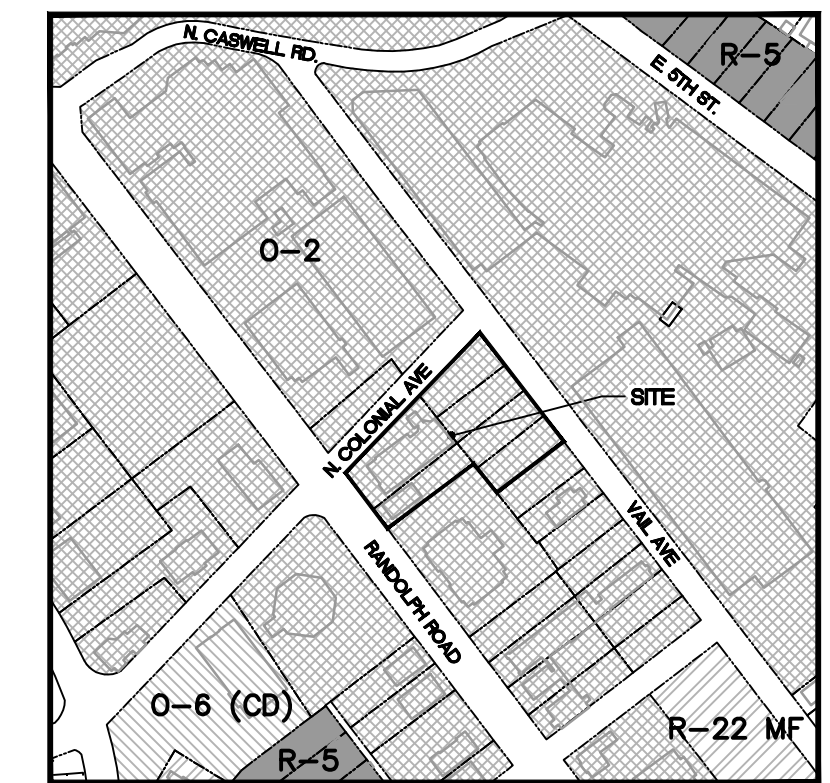 N. CASWELL RD.
R-5
E. 5TH ST.
O-2
N. COLONIAL AVE
SITE
VAIL AVE
RANDOLPH ROAD
O-6 (CD)
R-22 MF
R-5